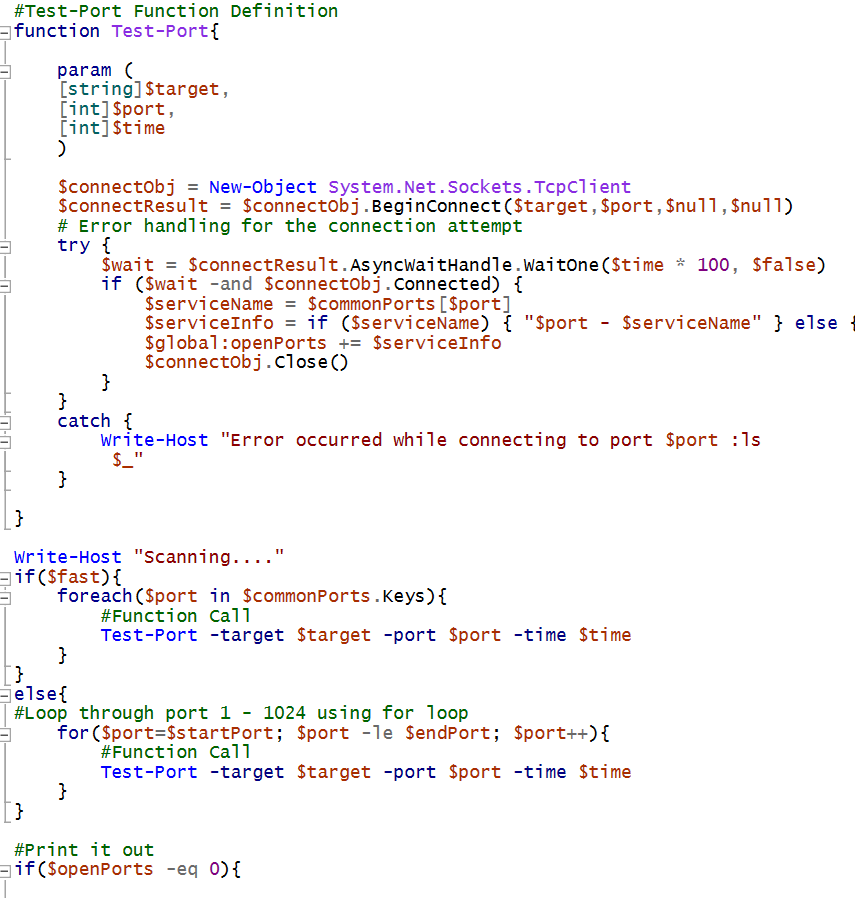 #Test-Port Function Definition
function Test-Port{
param (
[string]$target,
[int]$port,
[int]$time
)
$connectObj = New-Object System.Net.Sockets.TcpClient
$connectResult = $connectObj.BeginConnect($target,$port,$null,$null)
# Error handling for the connection attempt
try {
$wait = $connectResult.AsyncWaitHandle.WaitOne($time * 100, $false)
if ($wait -and $connectObj.Connected) {
$serviceName = $commonPorts[$port]
$serviceInfo = if ($serviceName) { "$port - $serviceName" } else {
$global:openPorts += $serviceInfo
$connectObj.Close()
}
}
catch {
Write-Host "Error occurred while connecting to port $port :ls
$_"
}
}
Write-Host "Scanning...."
if($fast){
foreach($port in $commonPorts.Keys){
#Function Call
Test-Port -target $target -port $port -time $time
}
}
else{
#Loop through port 1 - 1024 using for loop
for($port=$startPort; $port -le $endPort; $port++){
#Function Call
Test-Port -target $target -port $port -time $time
}
}
#Print it out
if($openPorts -eq 0){